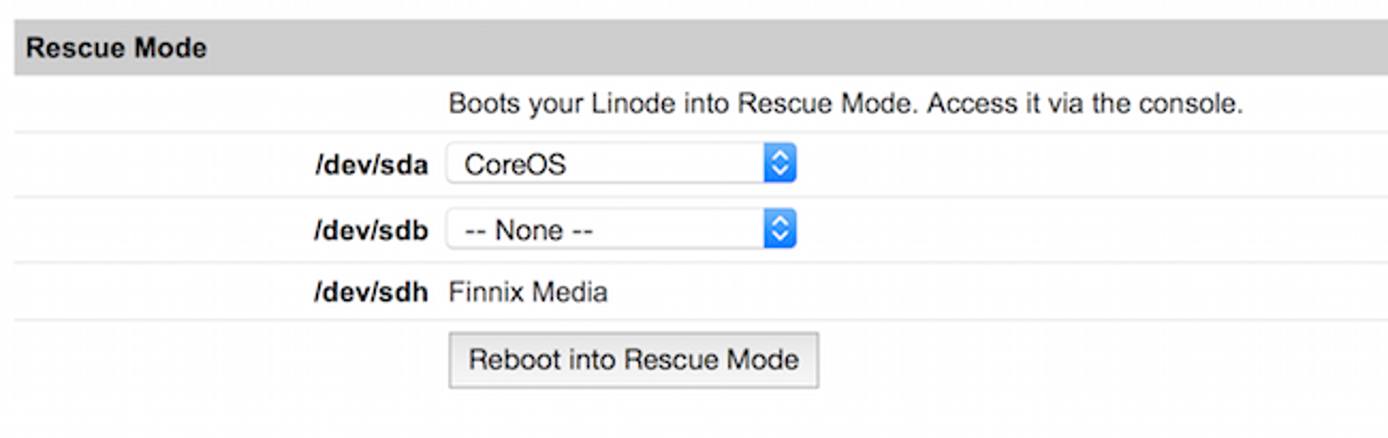 Rescue Mode
Boots your Linode into Rescue Mode. Access it via the console.
/dev/sda CoreOS
/dev/sdb -- None --
/dev/sdh Finnix Media
Reboot into Rescue Mode